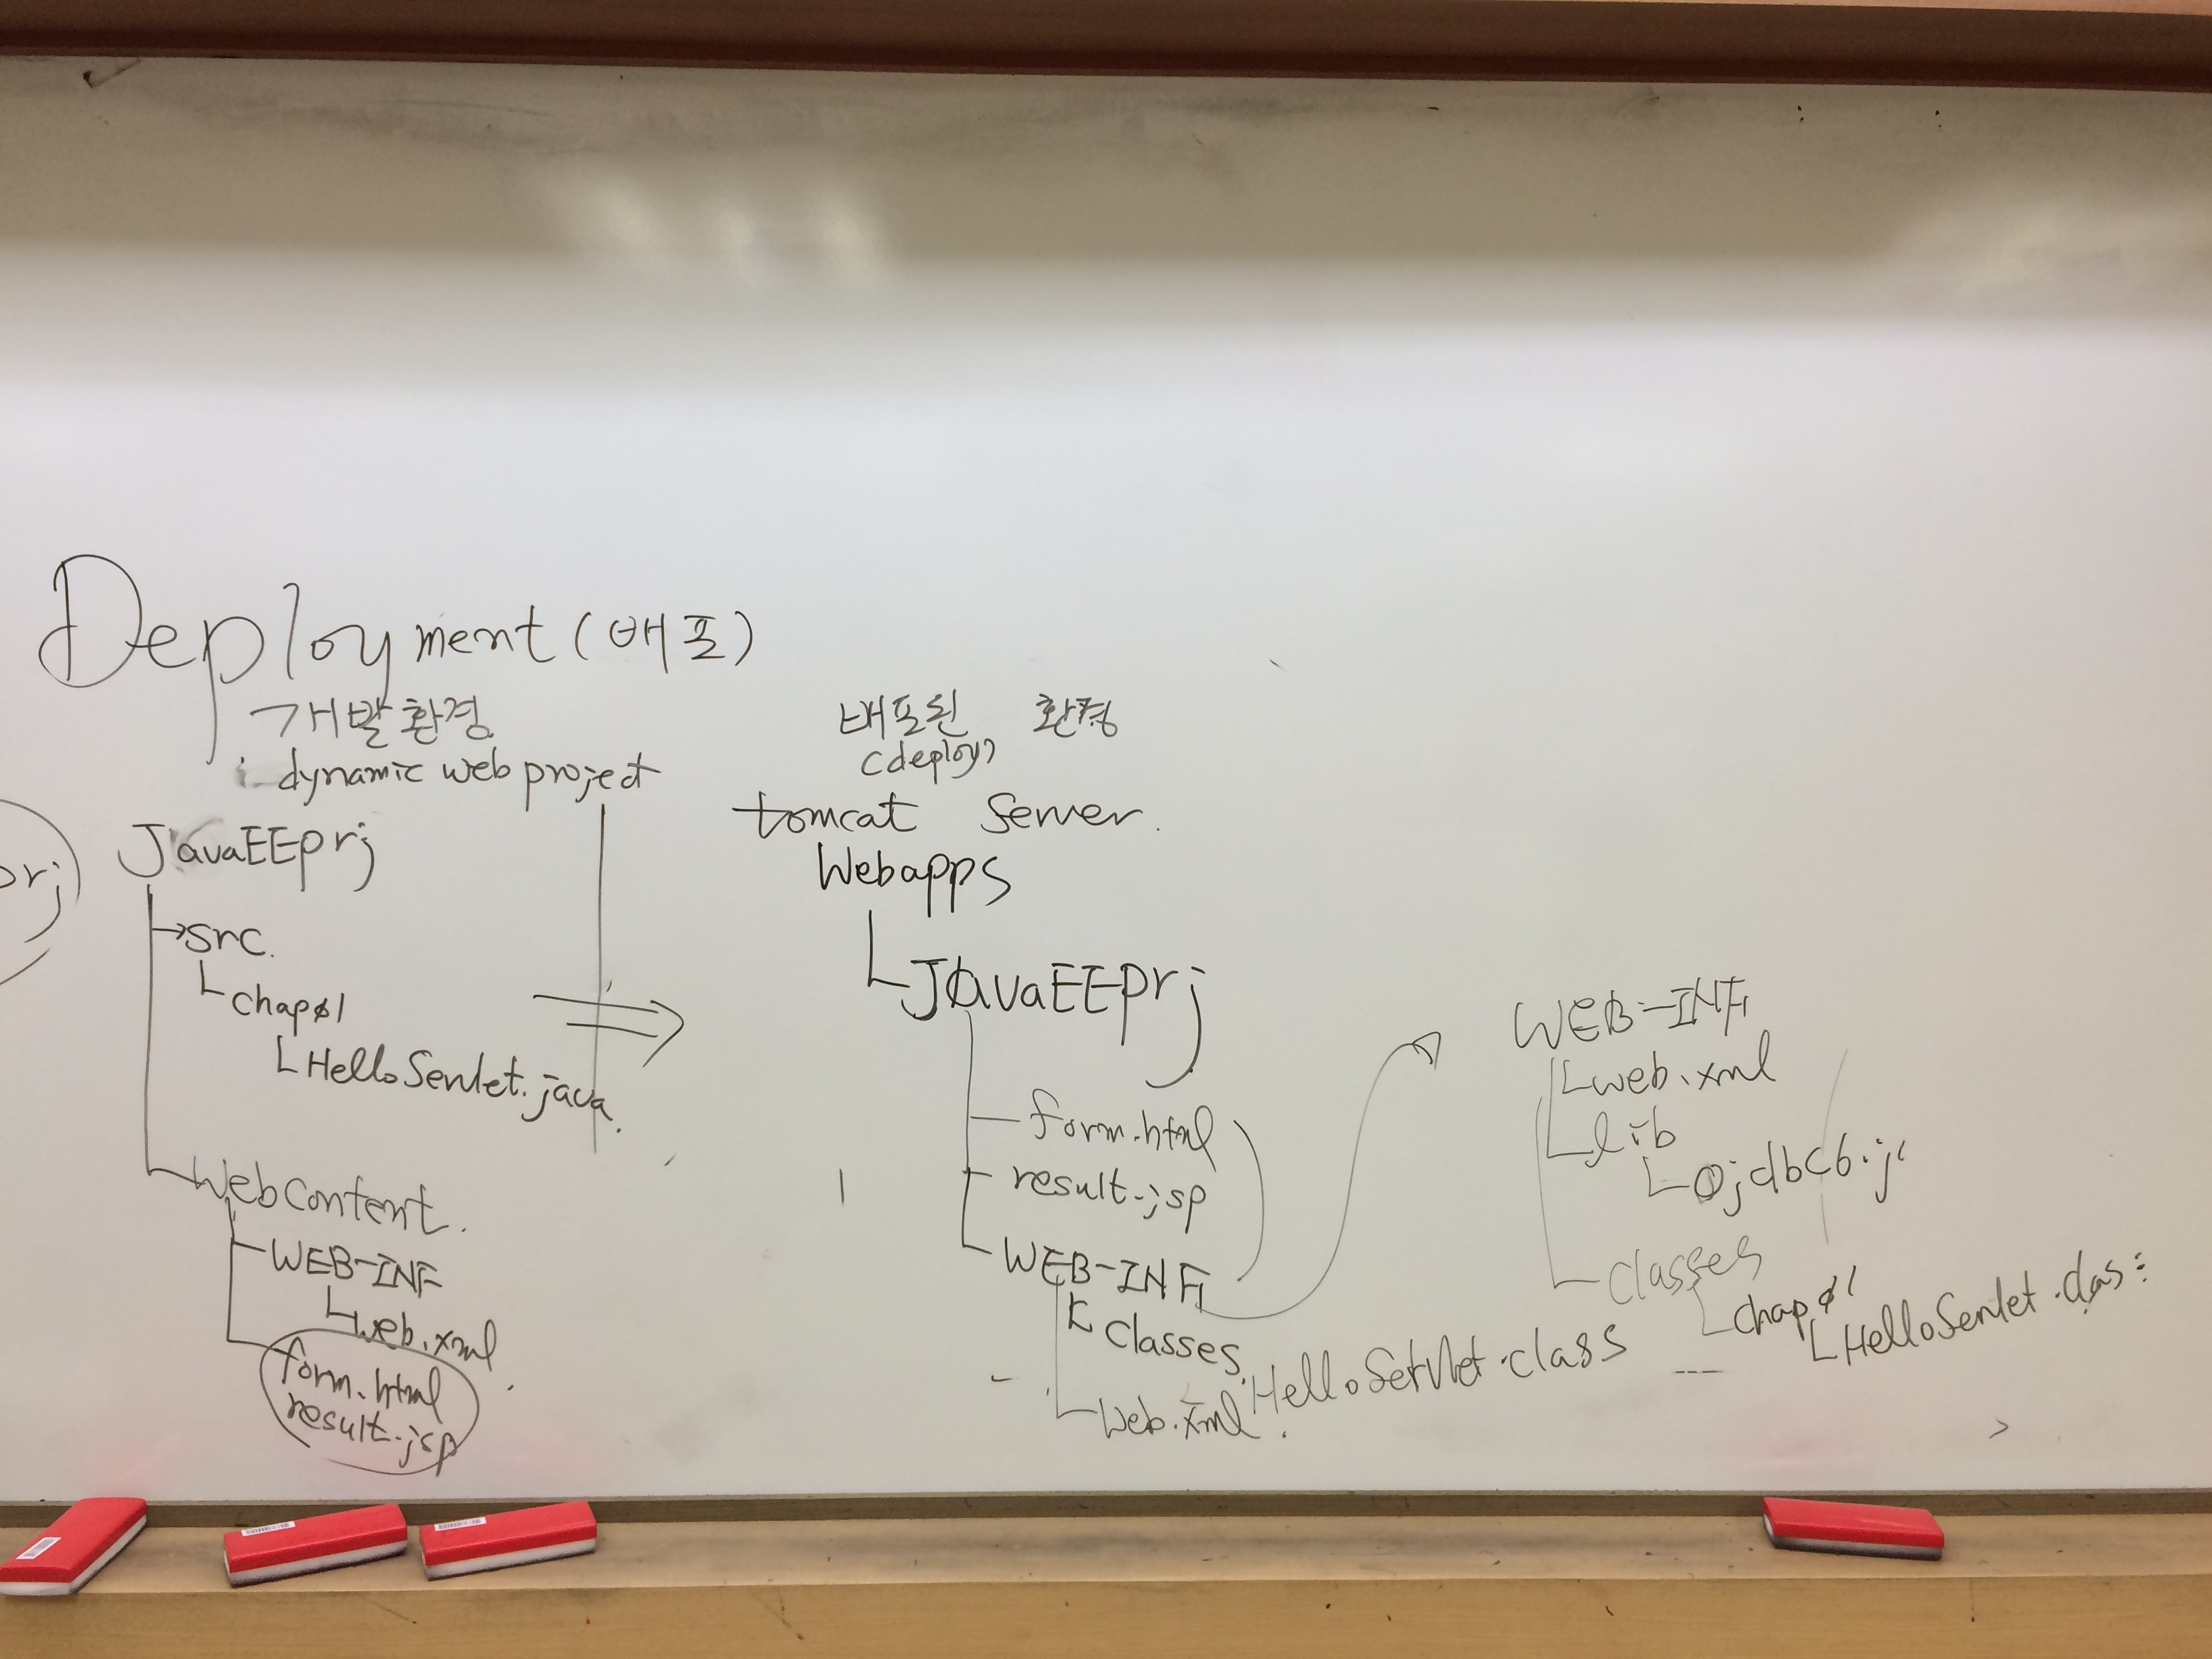 Deployment (배포)
개발환경
: dynamic web project
JavaEEprj
src.
chap01
HelloServlet.java.
WebContent.
WEB-INF
web.xml
form.html
result.jsp
배포된 환경
(deploy)
tomcat Server.
Webapps
JavaEEprj
form.html
result.jsp
WEB-INF
classes.
HelloServlet.class
Web.xml.
WEB-INF
web.xml
lib
ojdbc6.j
classes
chap01
HelloServlet.clas
prj